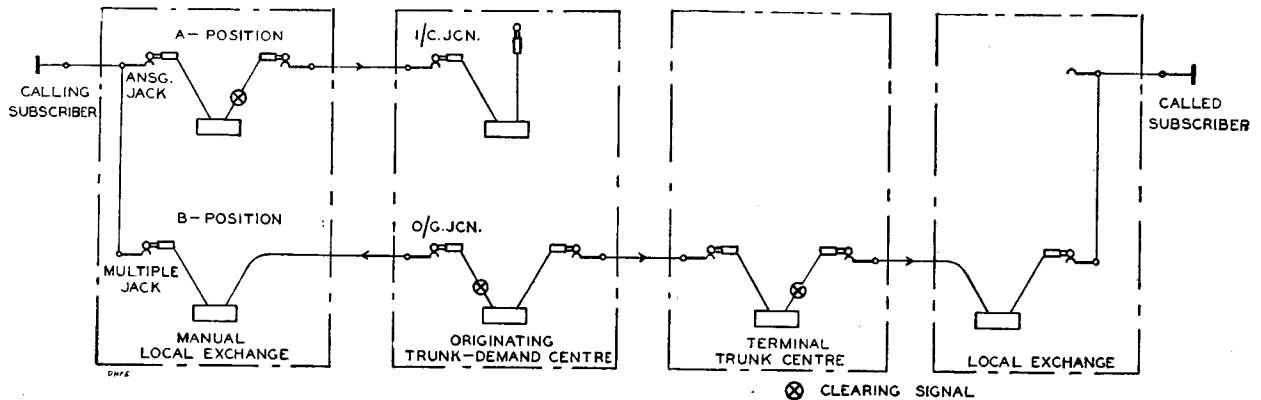 A-POSITION
I/C. JCN.
ANSG.
JACK
CALLING
SUBSCRIBER
CALLED
SUBSCRIBER
B-POSITION
O/G. JCN.
MULTIPLE
JACK
MANUAL
LOCAL EXCHANGE
ORIGINATING
TRUNK-DEMAND CENTRE
TERMINAL
TRUNK CENTRE
LOCAL EXCHANGE
CLEARING SIGNAL